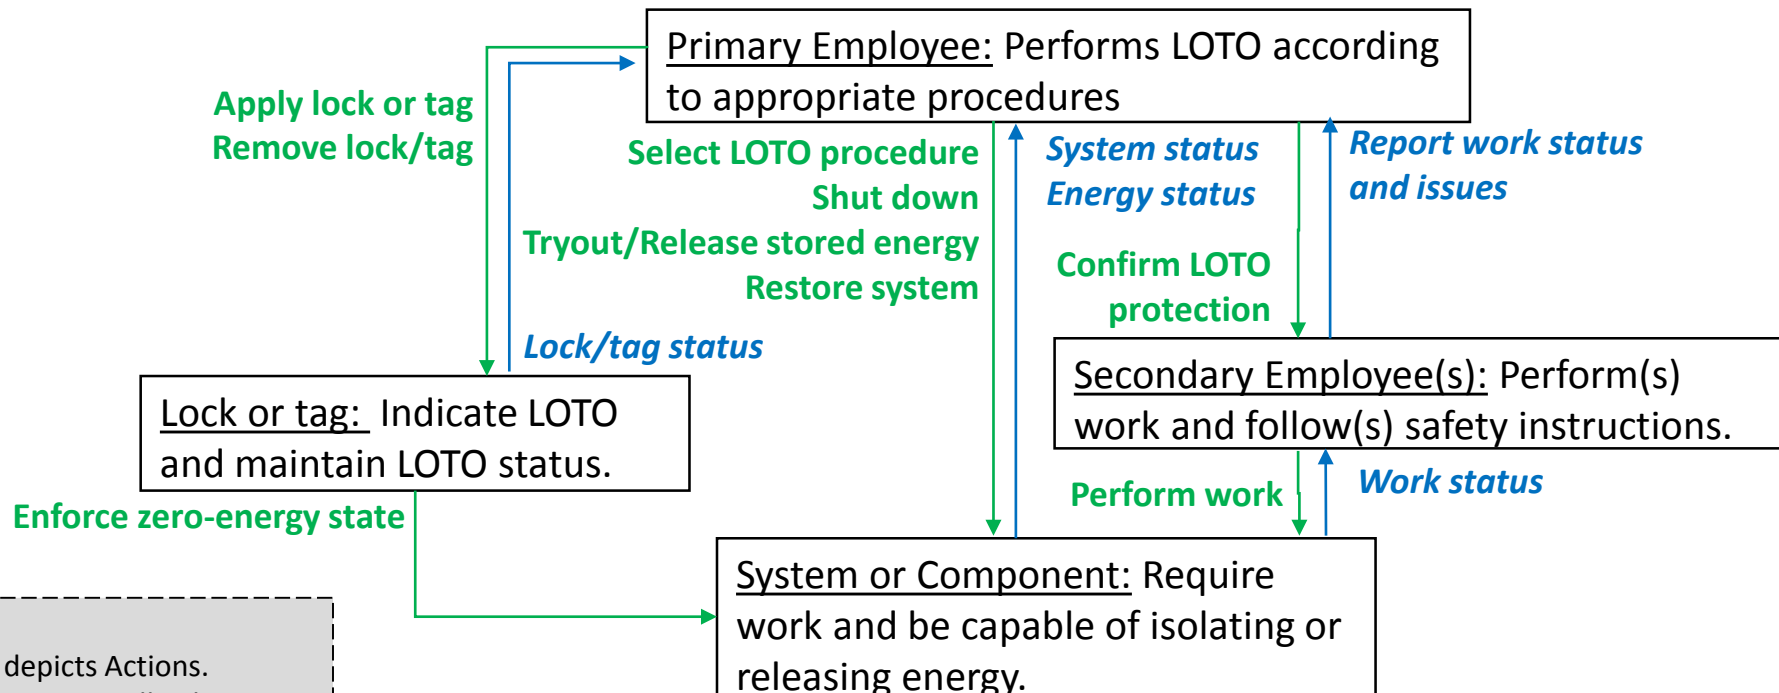 Primary Employee: Performs LOTO according
to appropriate procedures
Apply lock or tag
Remove lock/tag
Select LOTO procedure
Shut down
Tryout/Release stored energy
Restore system
System status
Energy status
Report work status
and issues
Confirm LOTO
protection
Lock/tag status
Lock or tag:  Indicate LOTO
and maintain LOTO status.
Secondary Employee(s): Perform(s)
work and follow(s) safety instructions.
Enforce zero-energy state
Perform work
Work status
System or Component: Require
work and be capable of isolating or
releasing energy.
depicts Actions.